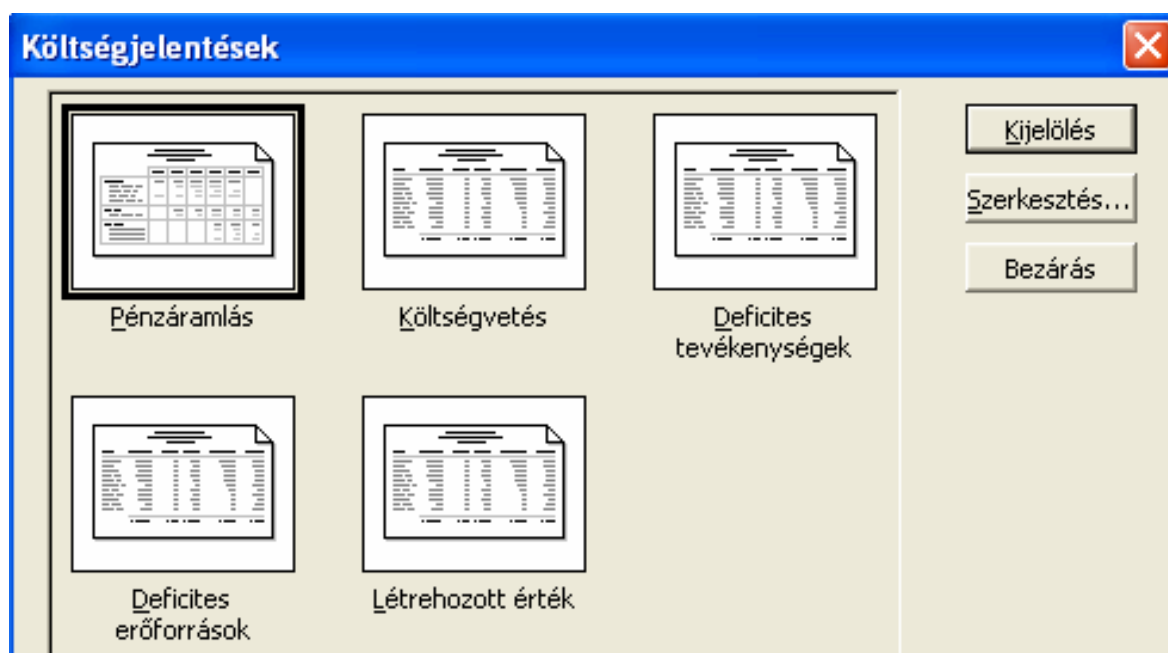 Költségjelentések
Kijelölés
Szerkesztés...
Bezárás
Pénzáramlás
Költségvetés
Deficites
tevékenységek
Deficites
erőforrások
Létrehozott érték